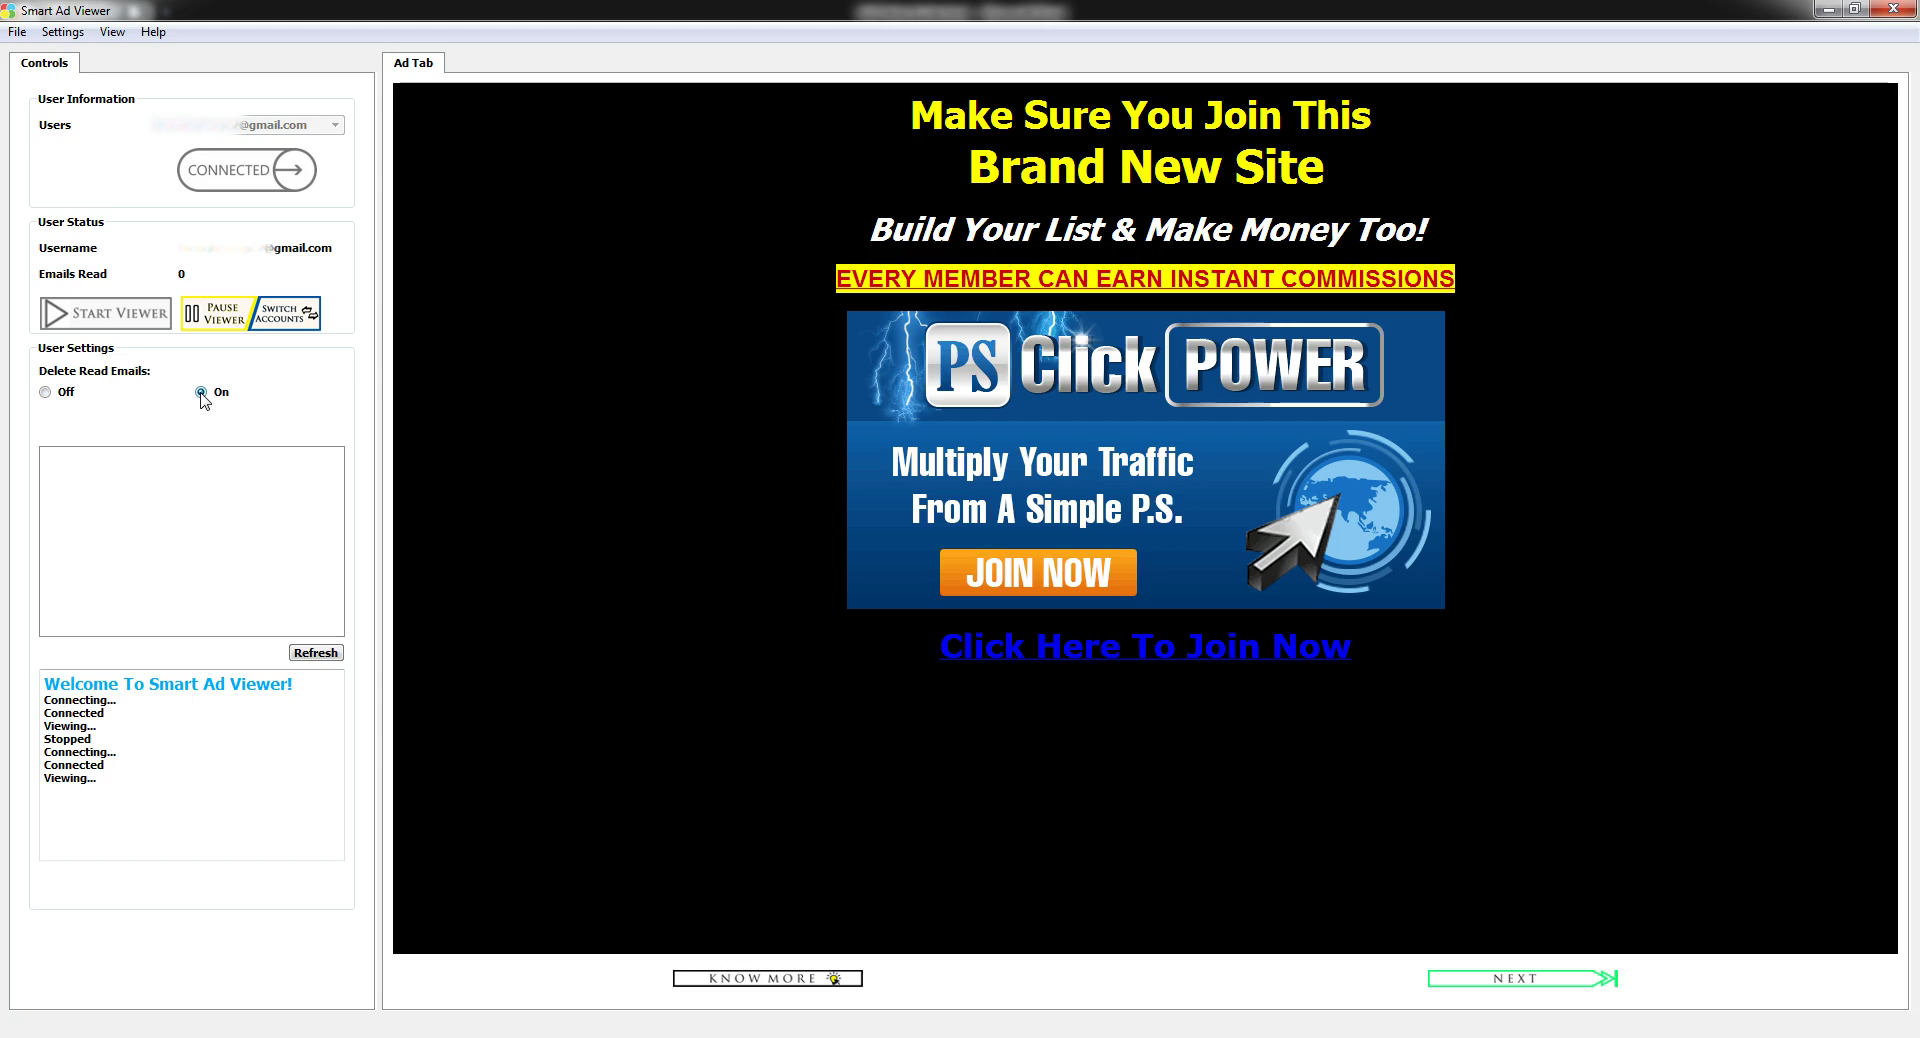 Smart Ad Viewer
File Settings View Help
Controls
User Information
Users @gmail.com
CONNECTED
User Status
Username @gmail.com
Emails Read 0
START VIEWER
PAUSE VIEWER
SWITCH ACCOUNTS
User Settings
Delete Read Emails:
Off On
Refresh
Welcome To Smart Ad Viewer!
Connecting...
Connected
Viewing...
Stopped
Connecting...
Connected
Viewing...
Ad Tab
Make Sure You Join This
Brand New Site
Build Your List & Make Money Too!
EVERY MEMBER CAN EARN INSTANT COMMISSIONS
PS Click POWER
Multiply Your Traffic
From A Simple P.S.
JOIN NOW
Click Here To Join Now
KNOW MORE
NEXT